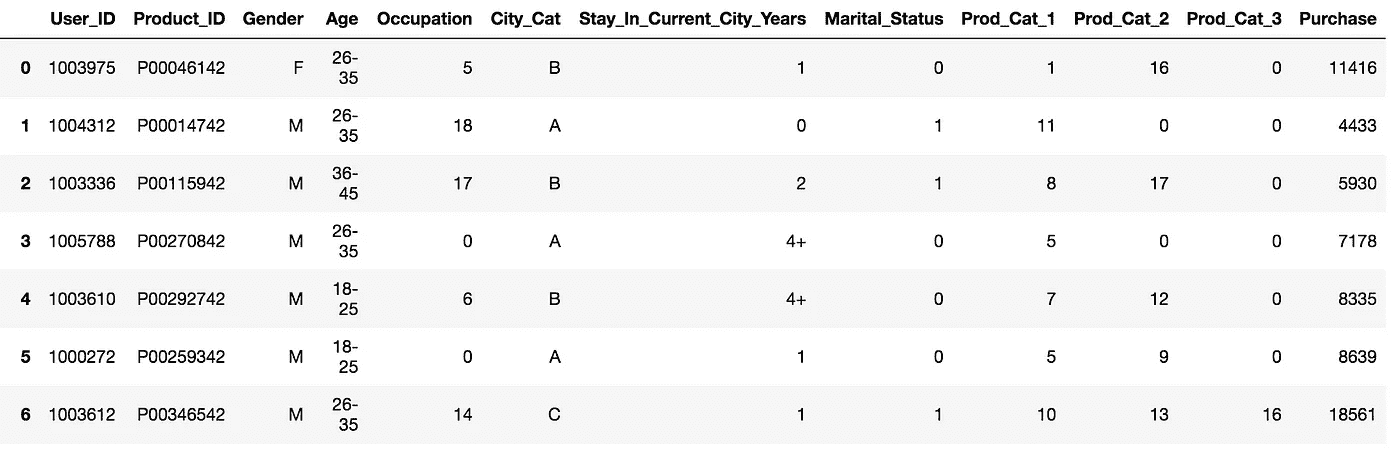 User_ID Product_ID Gender Age Occupation City_Cat Stay_In_Current_City_Years Marital_Status Prod_Cat_1 Prod_Cat_2 Prod_Cat_3 Purchase
0 1003975 P00046142 F 26-35 5 B 1 0 1 16 0 11416
1 1004312 P00014742 M 26-35 18 A 0 1 11 0 0 4433
2 1003336 P00115942 M 36-45 17 B 2 1 8 17 0 5930
3 1005788 P00270842 M 26-35 0 A 4+ 0 5 0 0 7178
4 1003610 P00292742 M 18-25 6 B 4+ 0 7 12 0 8335
5 1000272 P00259342 M 18-25 0 A 1 0 5 9 0 8639
6 1003612 P00346542 M 26-35 14 C 1 1 10 13 16 18561